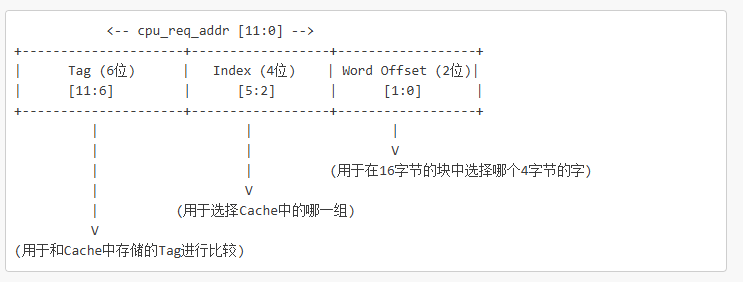 <-- cpu_req_addr [11:0] -->
+--------------------+-----------------+-----------------+
| Tag (6位) | Index (4位) | Word Offset (2位)|
| [11:6] | [5:2] | [1:0] |
+--------------------+-----------------+-----------------+
| | |
| | V
| | (用于在16字节的块中选择哪个4字节的字)
| V
| (用于选择Cache中的哪一组)
V
(用于和Cache中存储的Tag进行比较)